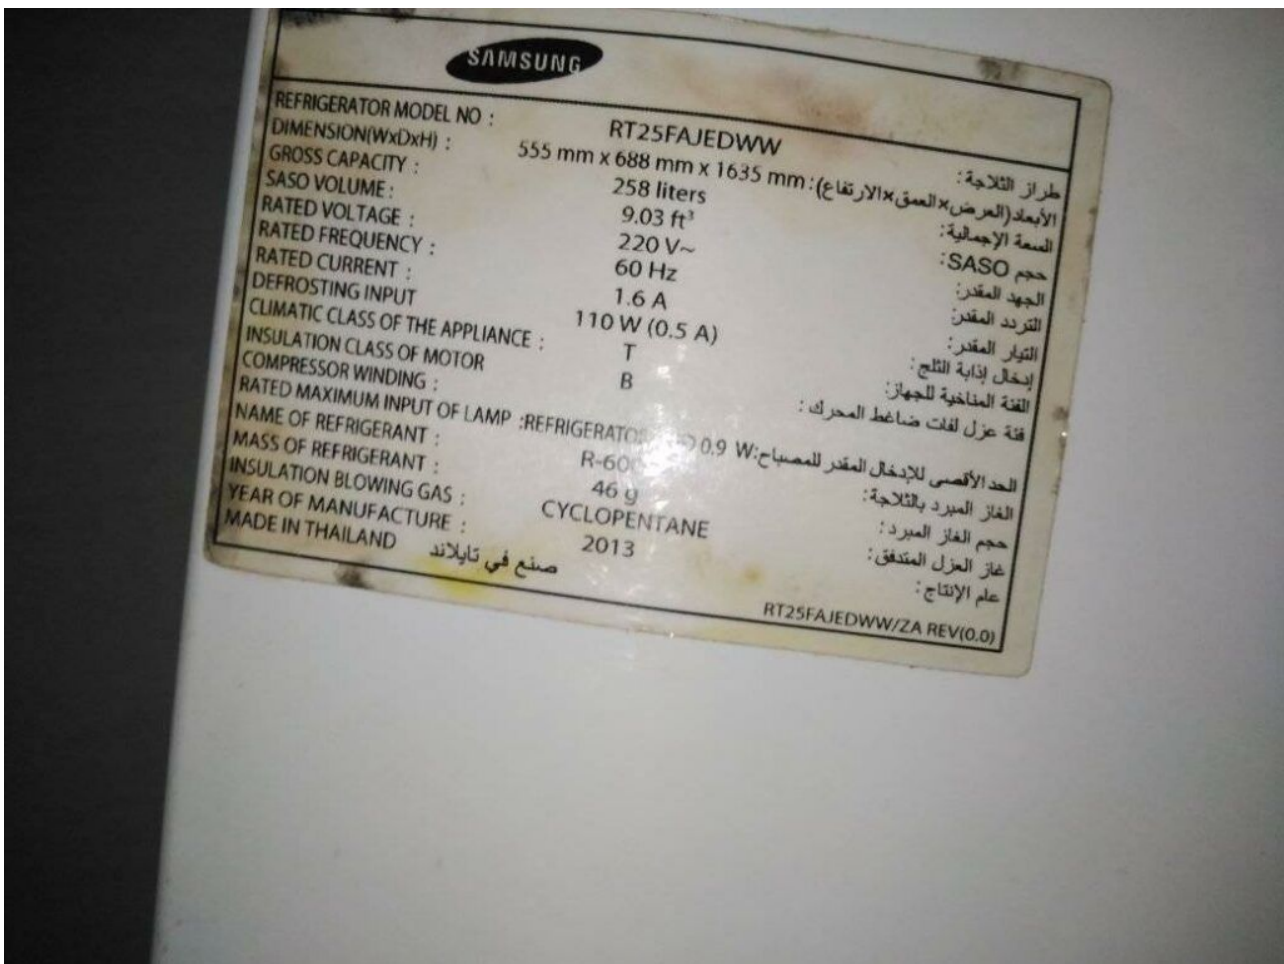 SAMSUNG
REFRIGERATOR MODEL NO : RT25FAJEDWW طراز الثلاجة:
DIMENSION(WxDxH) : 555 mm x 688 mm x 1635 mm :الأبعاد(العرض×العمق×الارتفاع)
GROSS CAPACITY : 258 liters السعة الإجمالية:
SASO VOLUME : 9.03 ft³ حجم SASO:
RATED VOLTAGE : 220 V~ الجهد المقدر:
RATED FREQUENCY : 60 Hz التردد المقدر:
RATED CURRENT : 1.6 A التيار المقدر:
DEFROSTING INPUT 110 W (0.5 A) إدخال إذابة الثلج:
CLIMATIC CLASS OF THE APPLIANCE : T الفئة المناخية للجهاز:
INSULATION CLASS OF MOTOR
COMPRESSOR WINDING : B فئة عزل لفات ضاغط المحرك:
RATED MAXIMUM INPUT OF LAMP :REFRIGERATOR 0.9 W الحد الأقصى للإدخال المقدر للمصباح:
NAME OF REFRIGERANT : الغاز المبرد بالثلاجة:
MASS OF REFRIGERANT : 46 g حجم الغاز المبرد:
INSULATION BLOWING GAS : CYCLOPENTANE غاز العزل المتدفق:
YEAR OF MANUFACTURE : 2013 عام الإنتاج:
MADE IN THAILAND صنع في تايلاند
RT25FAJEDWW/ZA REV(0.0)